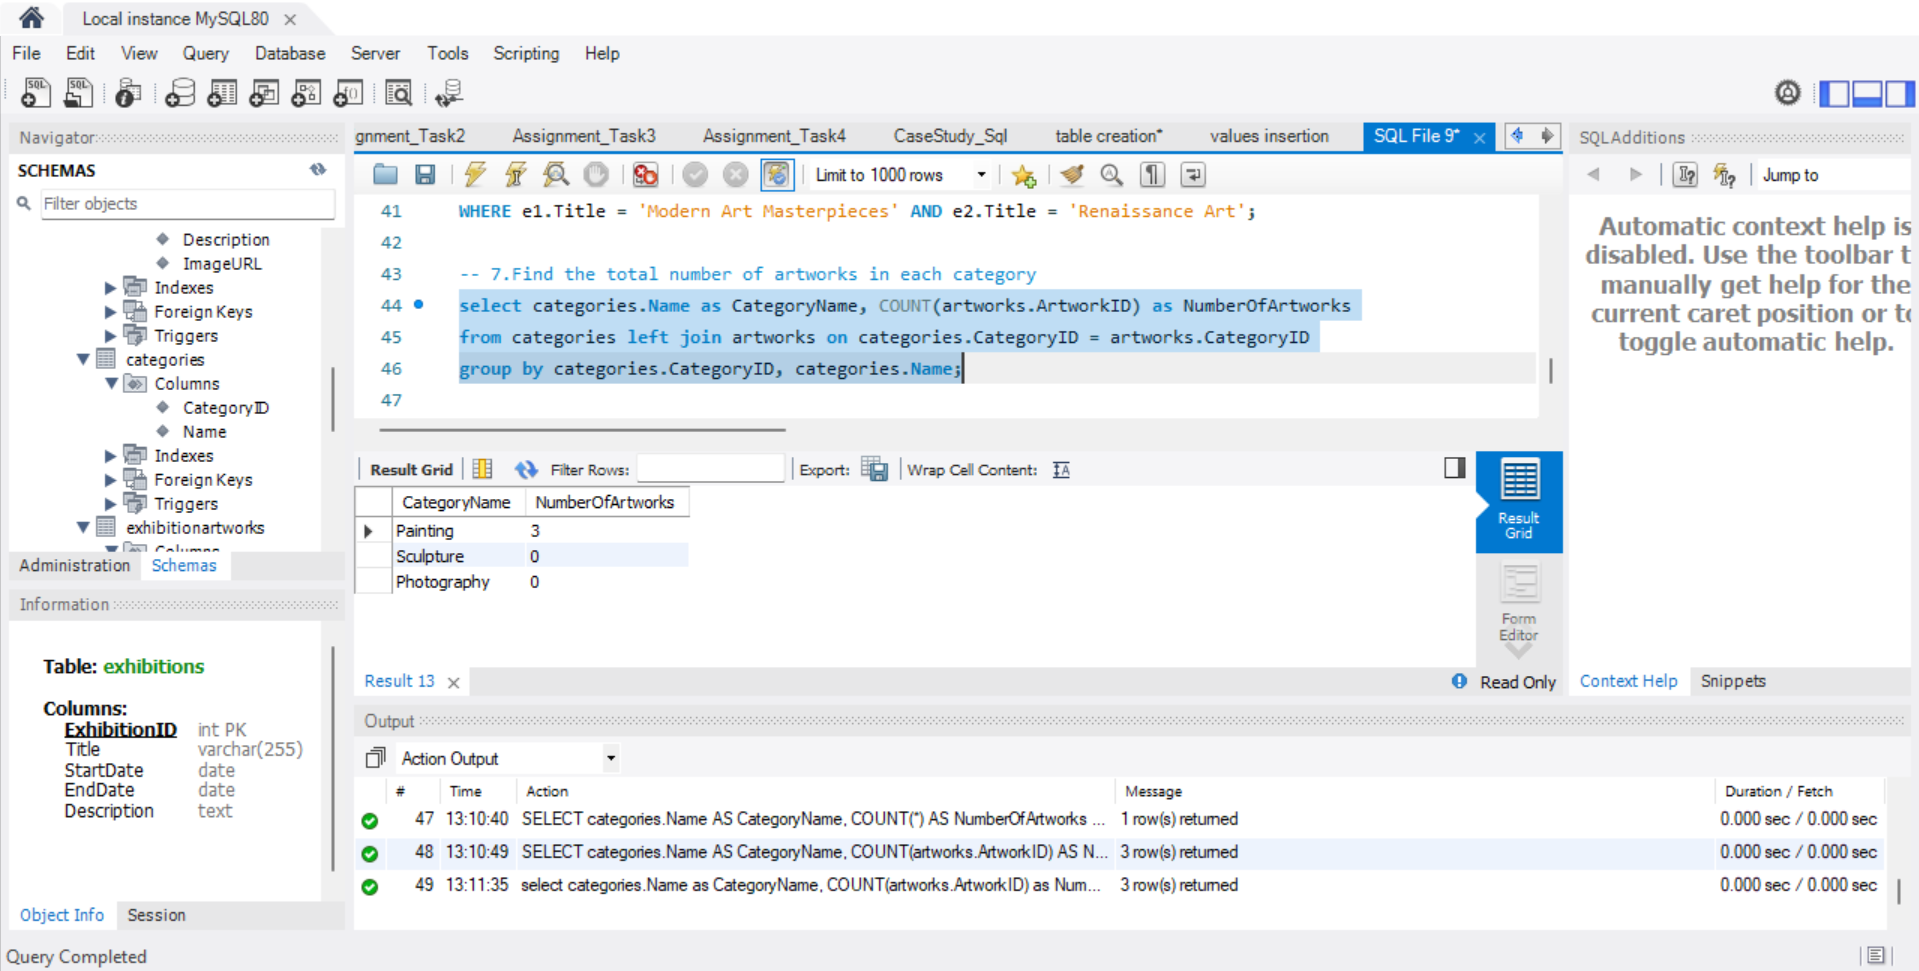 Local instance MySQL80
File Edit View Query Database Server Tools Scripting Help
Navigator
SCHEMAS
Filter objects
Description
ImageURL
Indexes
Foreign Keys
Triggers
categories
Columns
CategoryID
Name
Indexes
Foreign Keys
Triggers
exhibitionartworks
Columns
Administration Schemas
Information
Table: exhibitions
Columns:
ExhibitionID int PK
Title varchar(255)
StartDate date
EndDate date
Description text
Object Info Session
gnment_Task2 Assignment_Task3 Assignment_Task4 CaseStudy_Sql table creation* values insertion SQL File 9*
Limit to 1000 rows
41 WHERE e1.Title = 'Modern Art Masterpieces' AND e2.Title = 'Renaissance Art';
42
43 -- 7.Find the total number of artworks in each category
44 select categories.Name as CategoryName, COUNT(artworks.ArtworkID) as NumberOfArtworks
45 from categories left join artworks on categories.CategoryID = artworks.CategoryID
46 group by categories.CategoryID, categories.Name;
47
Result Grid Filter Rows: Export: Wrap Cell Content:
CategoryName NumberOfArtworks
Painting 3
Sculpture 0
Photography 0
Result
Grid
Form
Editor
Result 13
Read Only
SQLAdditions
Jump to
Automatic context help is
disabled. Use the toolbar t
manually get help for the
current caret position or to
toggle automatic help.
Context Help Snippets
Output
Action Output
# Time Action Message Duration / Fetch
47 13:10:40 SELECT categories.Name AS CategoryName, COUNT(*) AS NumberOfArtworks ... 1 row(s) returned 0.000 sec / 0.000 sec
48 13:10:49 SELECT categories.Name AS CategoryName, COUNT(artworks.ArtworkID) AS N... 3 row(s) returned 0.000 sec / 0.000 sec
49 13:11:35 select categories.Name as CategoryName, COUNT(artworks.ArtworkID) as Num... 3 row(s) returned 0.000 sec / 0.000 sec
Query Completed